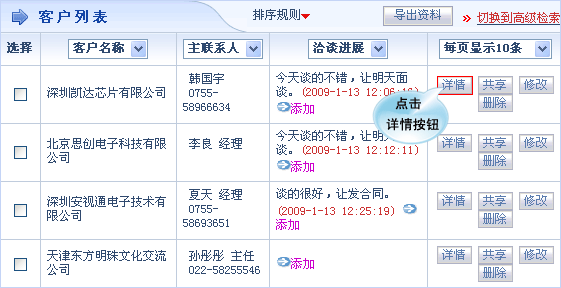 客户列表 排序规则 导出资料 切换到高级检索
选择 客户名称 主联系人 洽谈进展 每页显示10条
深圳凯达芯片有限公司
韩国宇
0755-
58966634
今天谈的不错，让明天面
谈。(2009-1-13 12:06:
添加
详情 共享 修改
删除
点击
详情按钮
北京思创电子科技有限
公司
李良 经理
今天谈的不错，让明
谈。(2009-1-13 12:12:11)
添加
详情 共享 修改
删除
深圳安视通电子技术有
限公司
夏天 经理
0755-
58693651
谈的很好，让发合同。
(2009-1-13 12:25:19)
添加
详情 共享 修改
删除
天津东方明珠文化交流
公司
孙彤彤 主任
022-58255546
添加
详情 共享 修改
删除